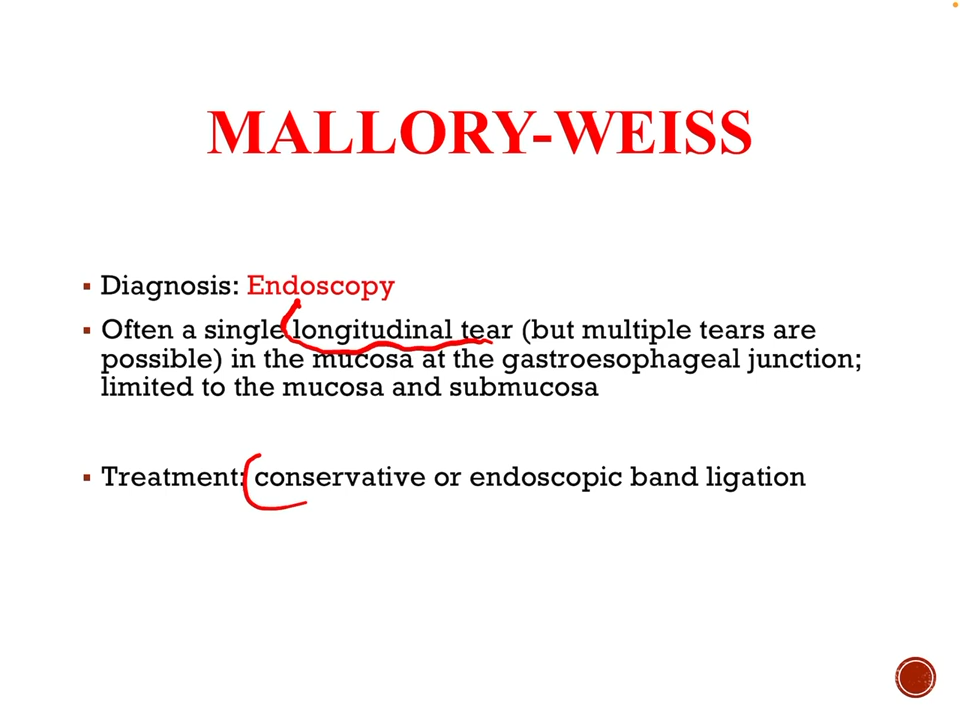 MALLORY-WEISS
▪ Diagnosis: Endoscopy
▪ Often a single longitudinal tear (but multiple tears are
possible) in the mucosa at the gastroesophageal junction;
limited to the mucosa and submucosa
▪ Treatment: conservative or endoscopic band ligation